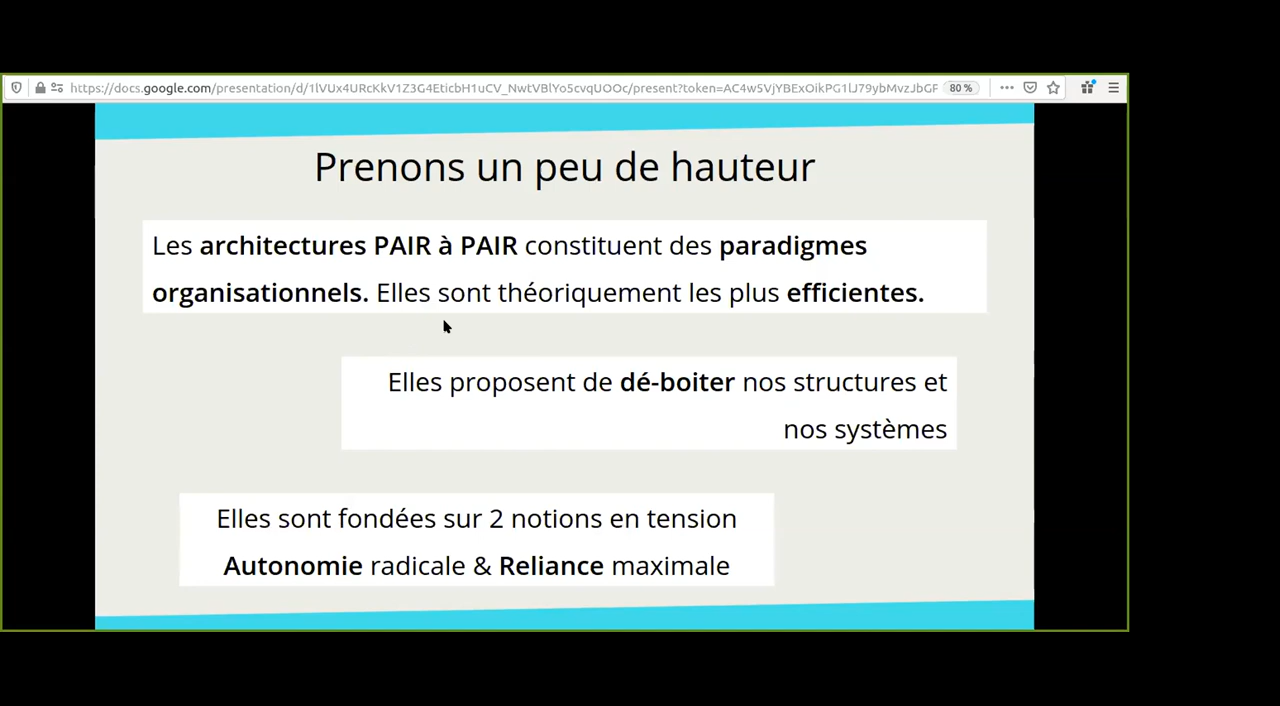 https://docs.google.com/presentation/d/1lVUx4URcKkV1TLG4EticbH1uCV_NwtVBlYo5cvqUOOc/present?token=AC4w5VjYBExOikPG1lJ79ybMvzJbGF 80 %
Prenons un peu de hauteur
Les architectures PAIR à PAIR constituent des paradigmes
organisationnels. Elles sont théoriquement les plus efficientes.
Elles proposent de dé-boiter nos structures et
nos systèmes
Elles sont fondées sur 2 notions en tension
Autonomie radicale & Reliance maximale